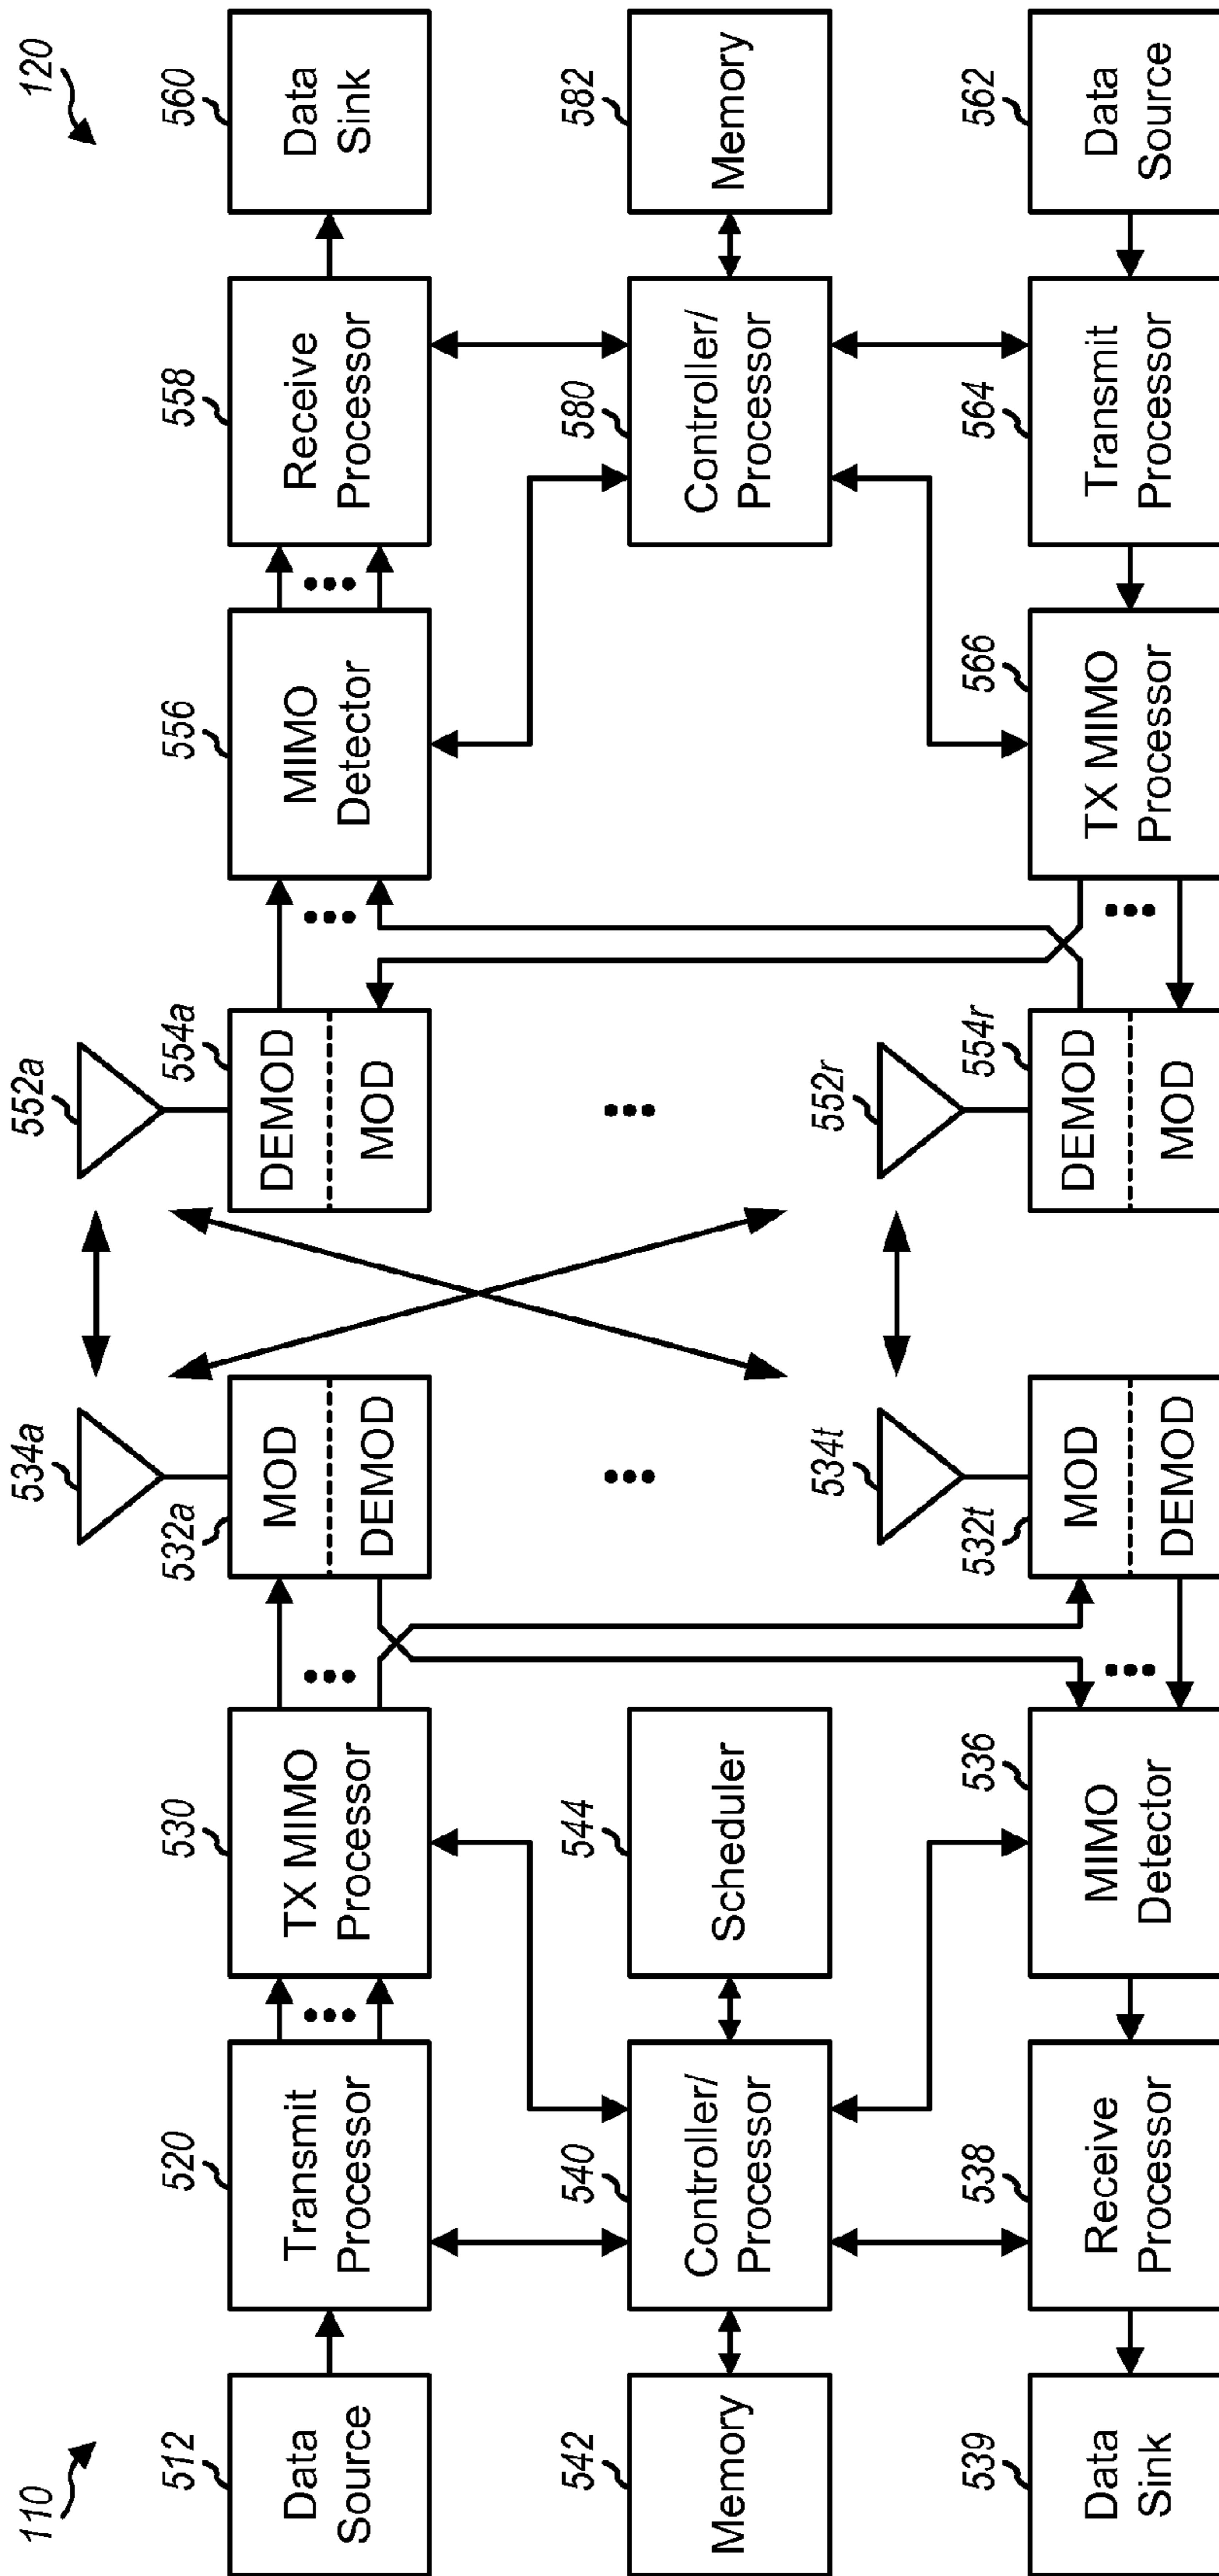 110
120
534a
552a
512
520
530
532a
554a
556
558
560
Data
Source
Transmit
Processor
TX MIMO
Processor
MOD
DEMOD
DEMOD
MOD
MIMO
Detector
Receive
Processor
Data
Sink
542
540
544
580
582
Memory
Controller/
Processor
Scheduler
Controller/
Processor
Memory
534t
552r
539
538
536
532t
554r
566
564
562
Data
Sink
Receive
Processor
MIMO
Detector
MOD
DEMOD
DEMOD
MOD
TX MIMO
Processor
Transmit
Processor
Data
Source